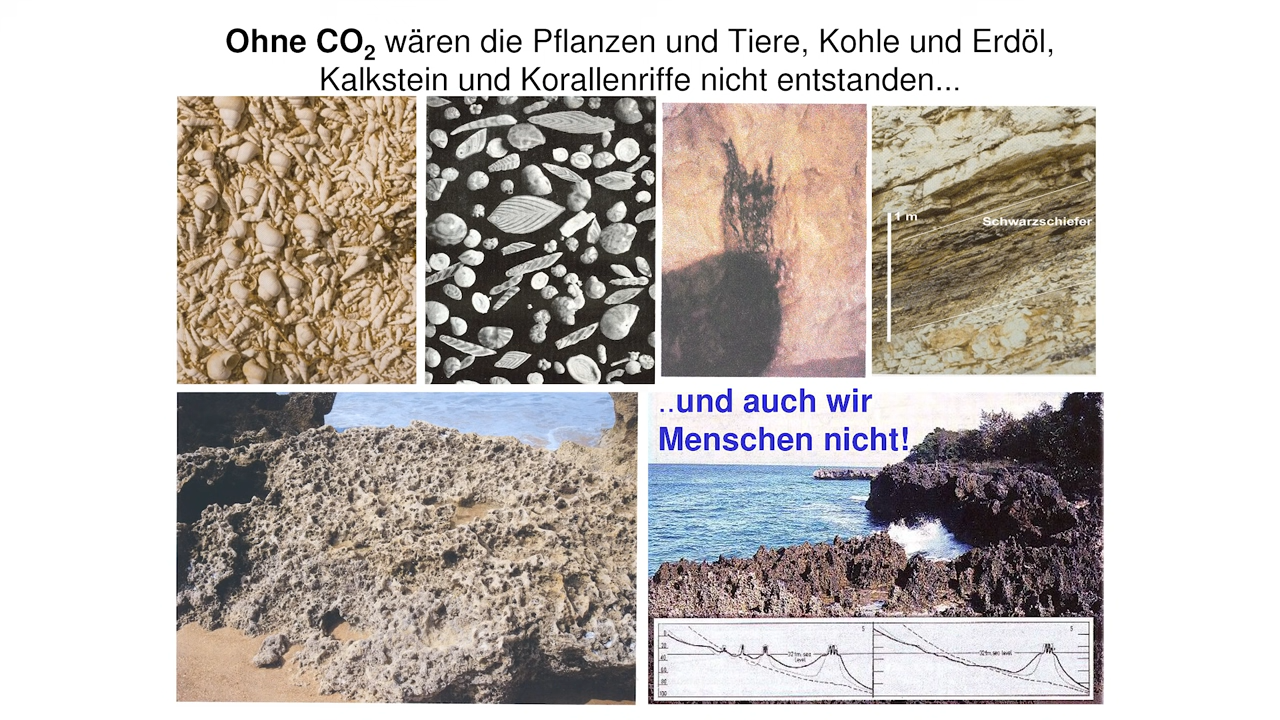 Ohne CO₂ wären die Pflanzen und Tiere, Kohle und Erdöl,
Kalkstein und Korallenriffe nicht entstanden...
1 m
Schwarzschiefer
..und auch wir
Menschen nicht!